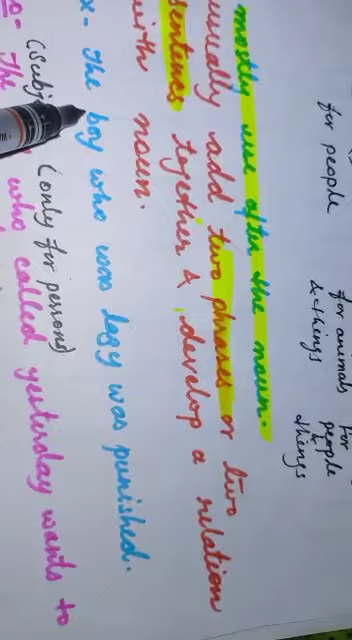 for people for animals & things for people & things
mostly use after the noun.
usually add two phrases or two
sentences together & develop a relation
with noun.
x- The boy who was lazy was punished.
(Subj (only for persons)
The who called yesterday wants to